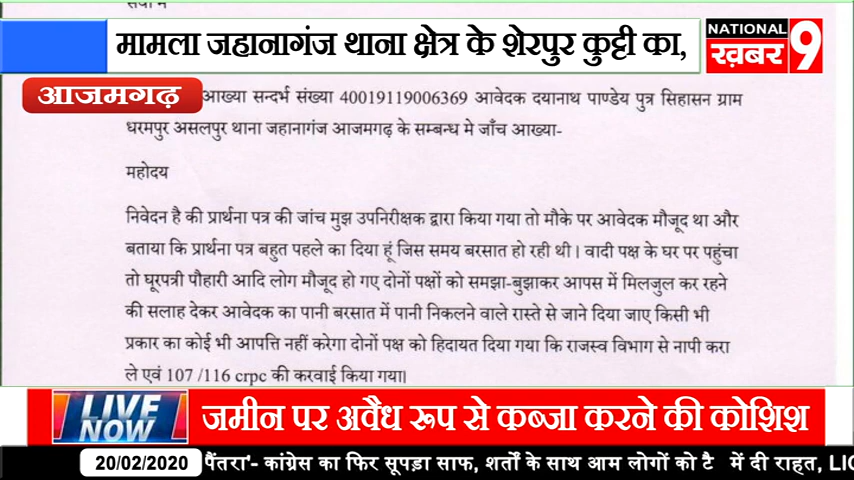 सेवा में
मामला जहानागंज थाना क्षेत्र के शेरपुर कुट्टी का,
NATIONAL
ख़बर 9
आजमगढ़
आख्या सन्दर्भ संख्या 40019119006369 आवेदक दयानाथ पाण्डेय पुत्र सिहासन ग्राम
धरमपुर असलपुर थाना जहानागंज आजमगढ़ के सम्बन्ध मे जाँच आख्या-
महोदय
निवेदन है की प्रार्थना पत्र की जांच मुझ उपनिरीक्षक द्वारा किया गया तो मौके पर आवेदक मौजूद था और
बताया कि प्रार्थना पत्र बहुत पहले का दिया हूं जिस समय बरसात हो रही थी। वादी पक्ष के घर पर पहुंचा
तो घूरपत्री पौहारी आदि लोग मौजूद हो गए दोनों पक्षों को समझा-बुझाकर आपस में मिलजुल कर रहने
की सलाह देकर आवेदक का पानी बरसात में पानी निकलने वाले रास्ते से जाने दिया जाए किसी भी
प्रकार का कोई भी आपत्ति नहीं करेगा दोनों पक्ष को हिदायत दिया गया कि राजस्व विभाग से नापी करा
ले एवं 107 /116 crpc की करवाई किया गया।
LIVE
NOW
जमीन पर अवैध रूप से कब्जा करने की कोशिश
20/02/2020
पैंतरा'- कांग्रेस का फिर सूपड़ा साफ, शर्तों के साथ आम लोगों को टै में दी राहत, LIC